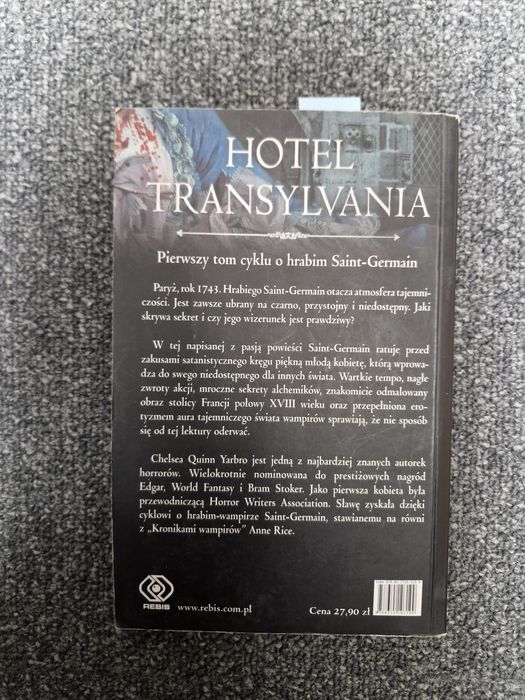 HOTEL
TRANSYLVANIA
Pierwszy tom cyklu o hrabim Saint-Germain
Paryż, rok 1743. Hrabiego Saint-Germain otacza atmosfera tajemni-
czości. Jest zawsze ubrany na czarno, przystojny i niedostępny. Jaki
skrywa sekret i czy jego wizerunek jest prawdziwy?
W tej napisanej z pasją powieści Saint-Germain ratuje przed
zakusami satanistycznego kręgu piękną młodą kobietę, którą wprowa-
dza do swego niedostępnego dla innych świata. Wartkie tempo, nagłe
zwroty akcji, mroczne sekrety alchemików, znakomicie odmalowany
obraz stolicy Francji połowy XVIII wieku oraz przepełniona ero-
tyzmem aura tajemniczego świata wampirów sprawiają, że nie sposób
się od tej lektury oderwać.
Chelsea Quinn Yarbro jest jedną z najbardziej znanych autorek
horrorów. Wielokrotnie nominowana do prestiżowych nagród
Edgar, World Fantasy i Bram Stoker. Jako pierwsza kobieta była
przewodniczącą Horror Writers Association. Sławę zyskała dzięki
cyklowi o hrabim-wampirze Saint-Germain, stawianemu na równi
z „Kronikami wampirów” Anne Rice.
REBIS
www.rebis.com.pl
Cena 27,90 zł